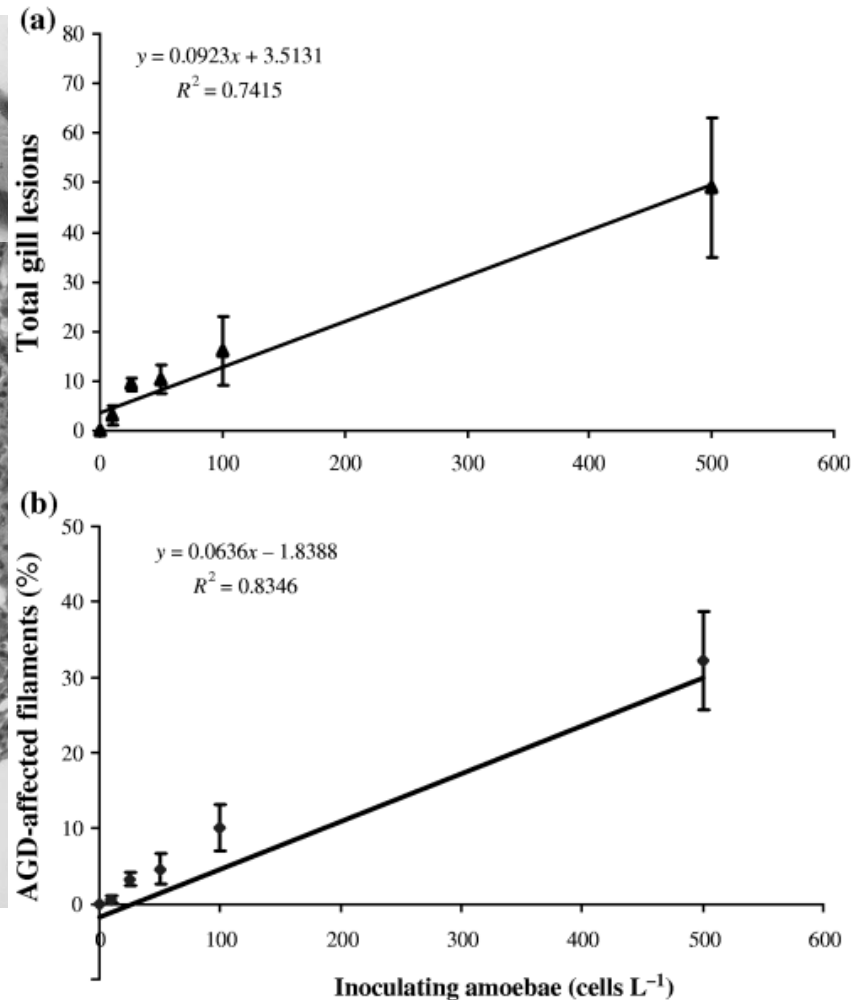 (a)
80
y = 0.0923x + 3.5131
70
R² = 0.7415
60
50
40
30
20
10
0
Total gill lesions
0 100 200 300 400 500 600
(b)
50
y = 0.0636x – 1.8388
R² = 0.8346
40
30
20
10
0
AGD-affected filaments (%)
0 100 200 300 400 500 600
Inoculating amoebae (cells L⁻¹)